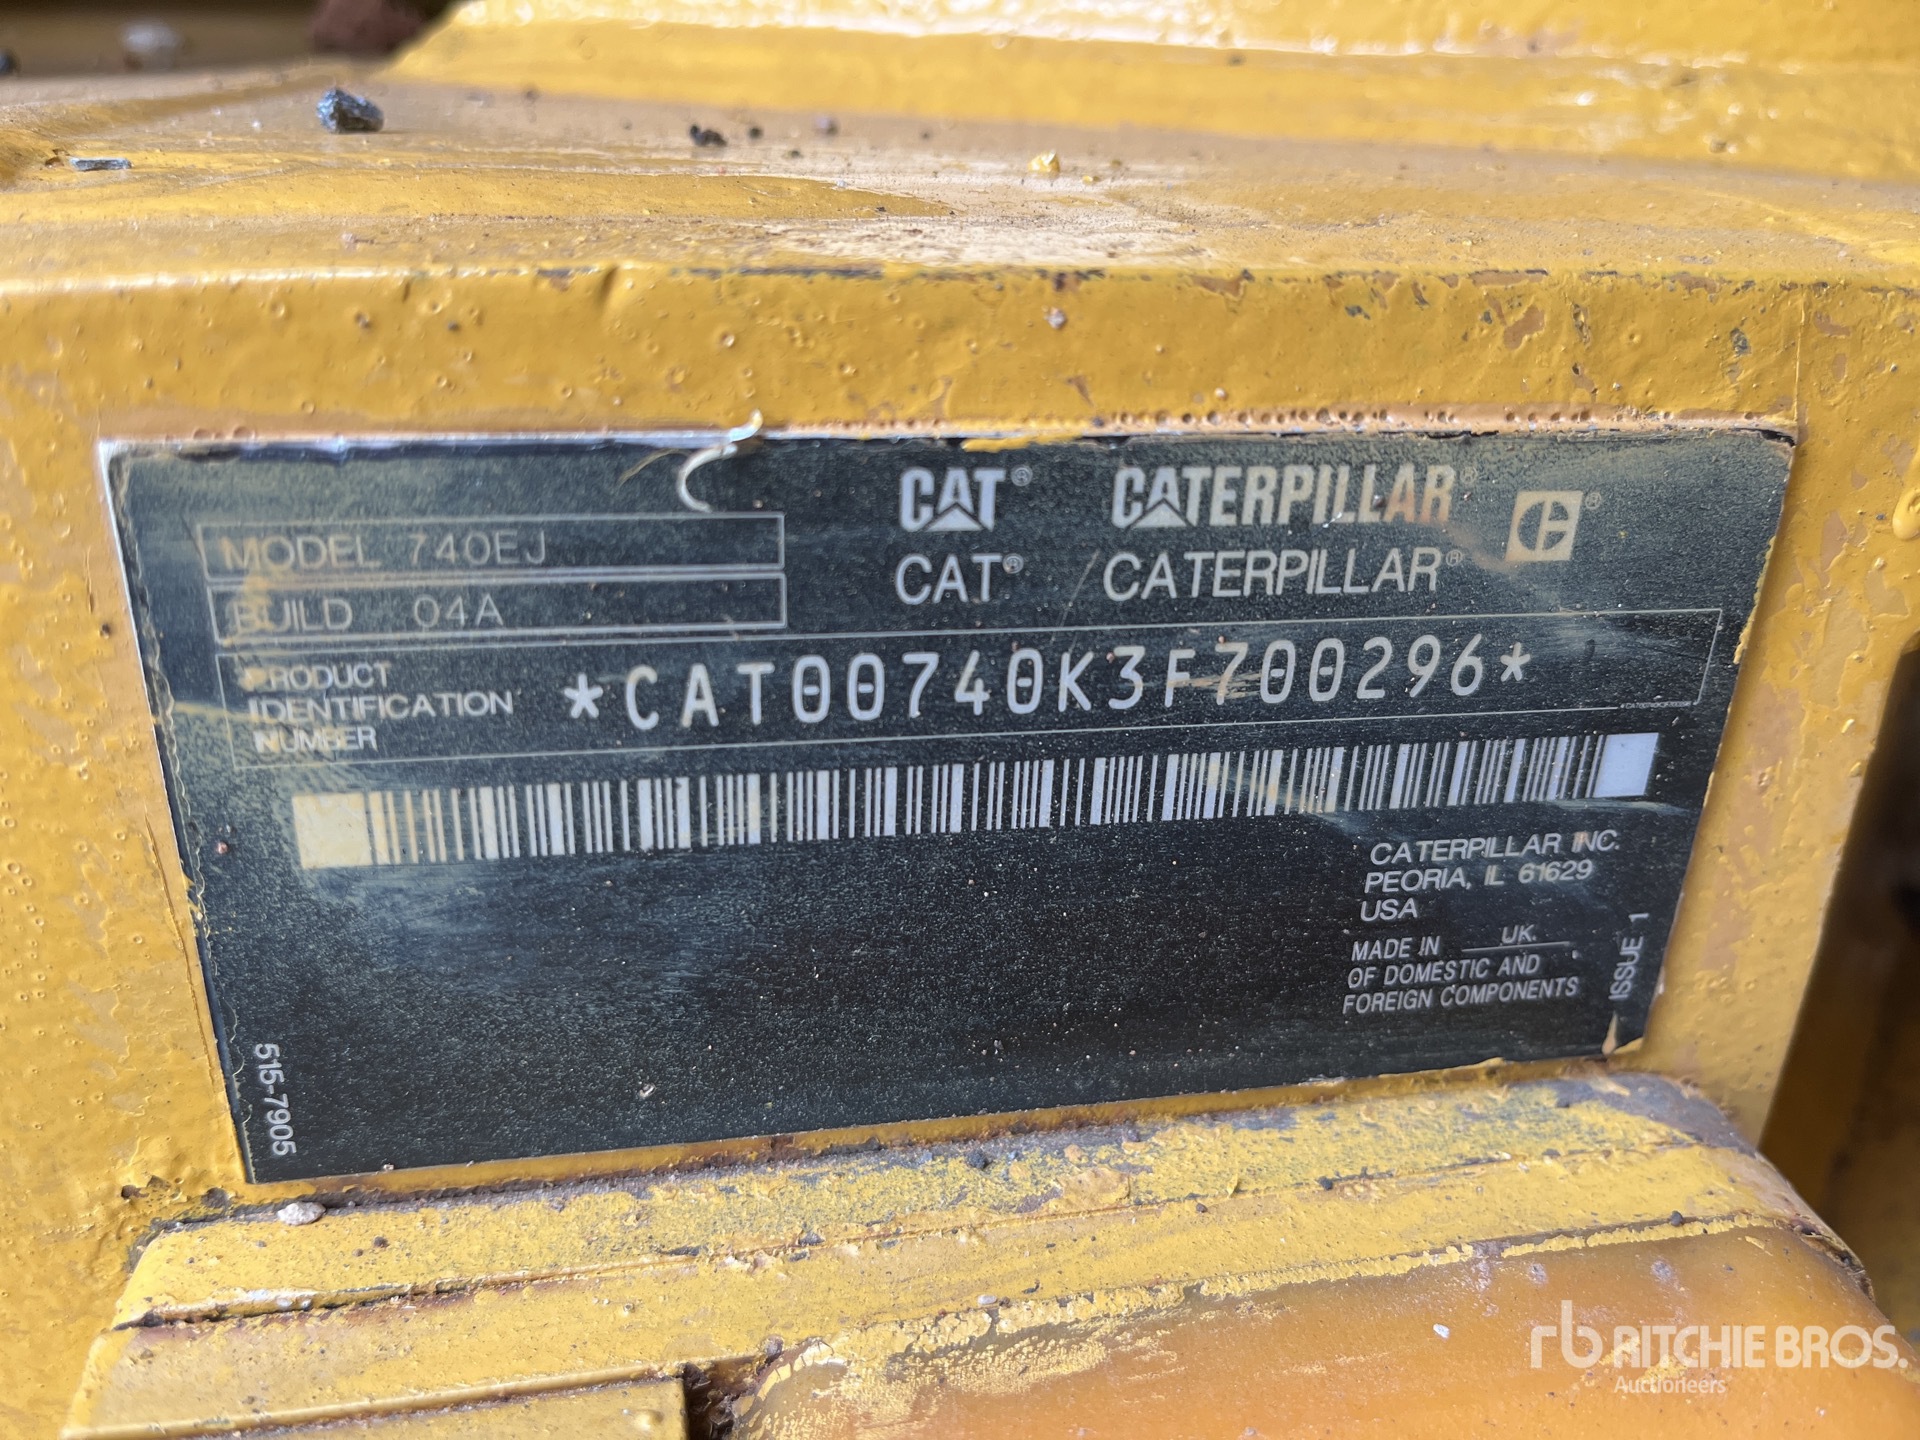 CAT® CATERPILLAR®
CAT® CATERPILLAR®
MODEL 740EJ
BUILD 04A
PRODUCT
IDENTIFICATION
NUMBER
*CAT00740K3F700296*
CATERPILLAR INC.
PEORIA, IL 61629
USA
MADE IN UK.
OF DOMESTIC AND
FOREIGN COMPONENTS
ISSUE 1
515-7905
rb RITCHIE BROS.
Auctioneers